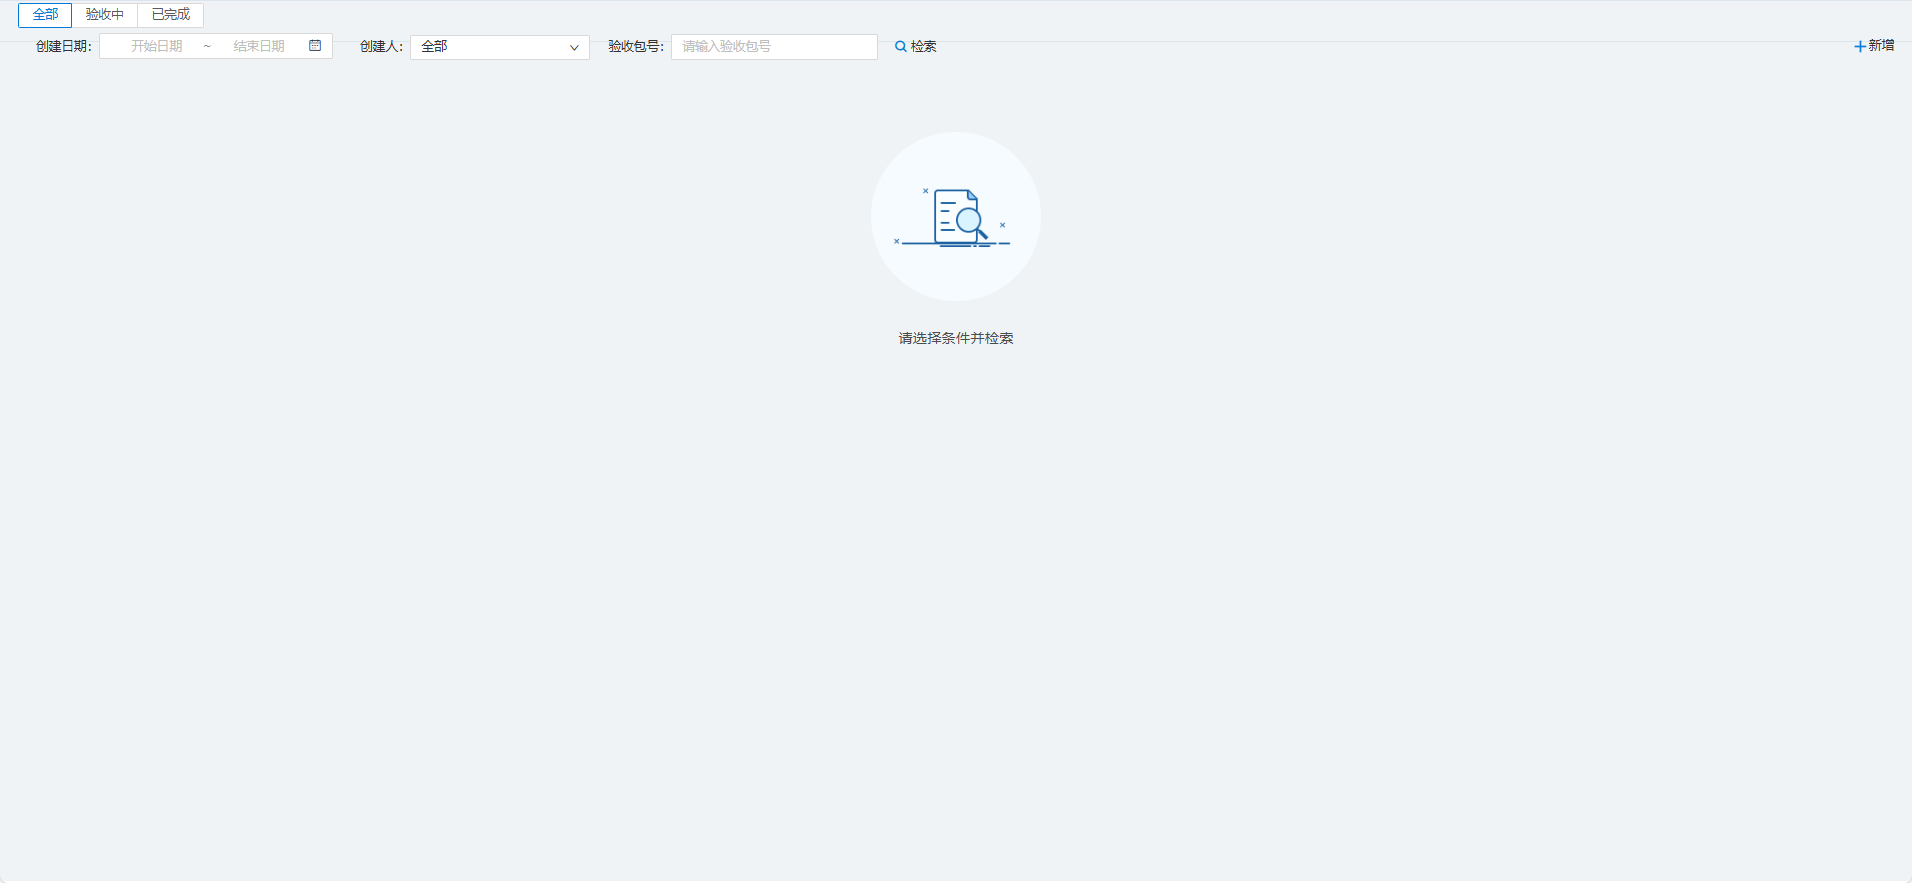 全部 验收中 已完成
创建日期: 开始日期 ~ 结束日期 创建人: 全部 验收包号: 请输入验收包号 检索 新增
请选择条件并检索